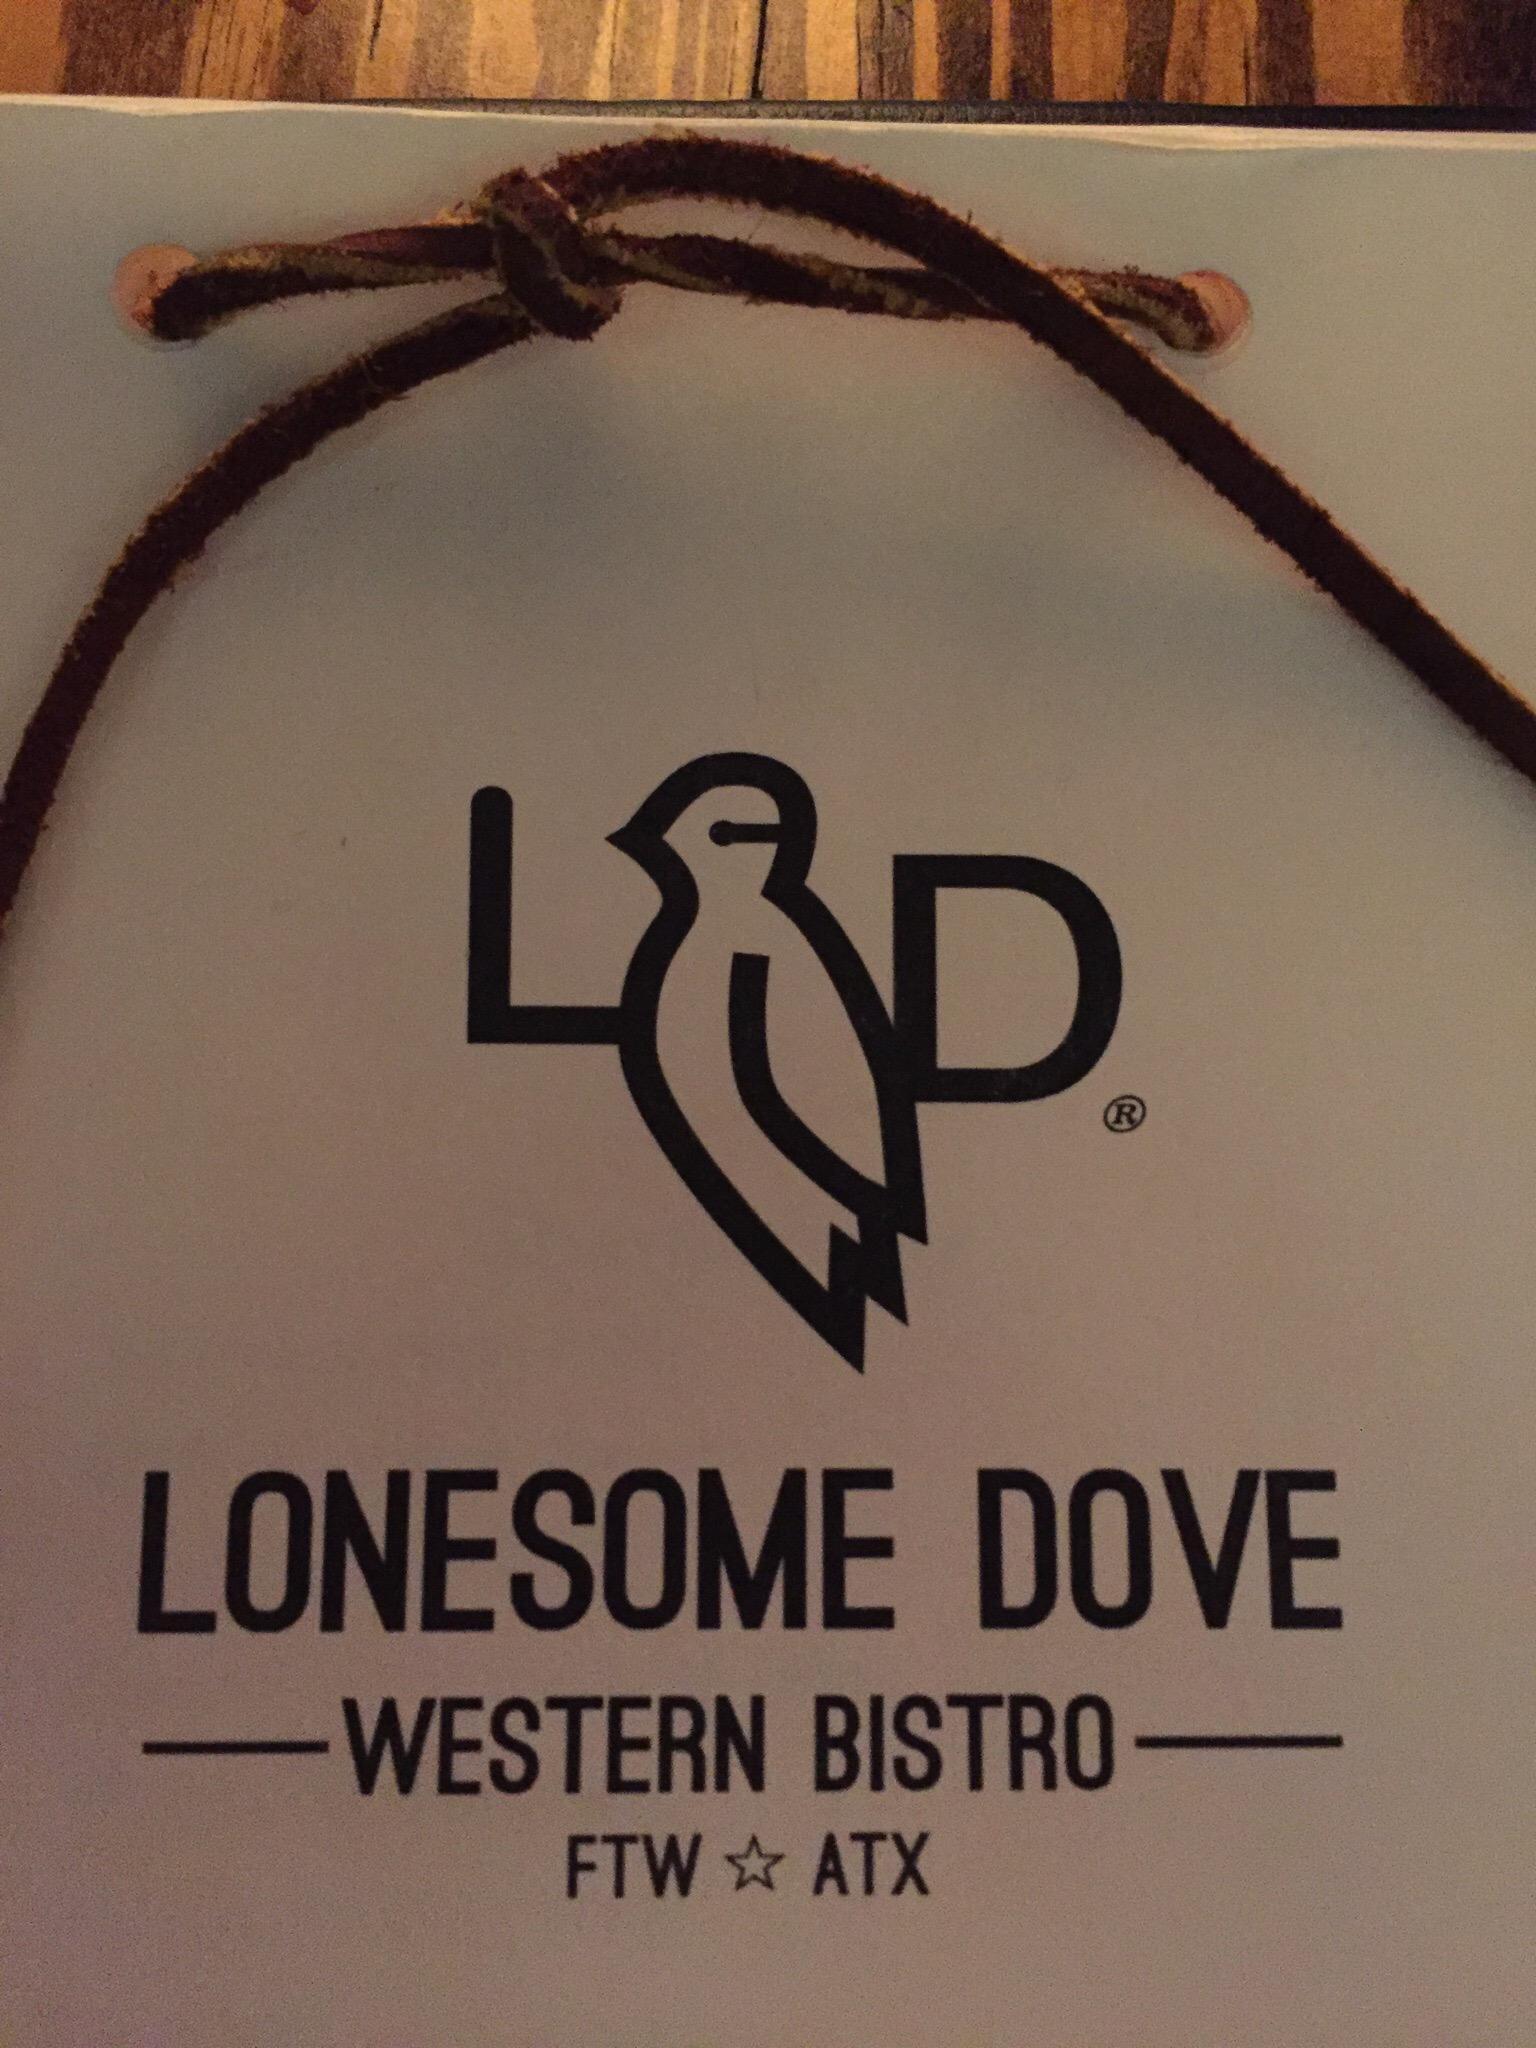 LD®
LONESOME DOVE
WESTERN BISTRO
FTW ☆ ATX